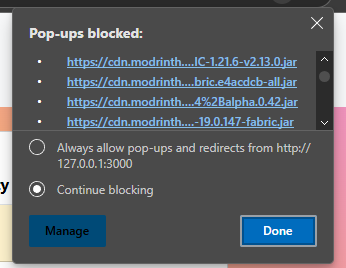 Pop-ups blocked:
https://cdn.modrinth....IC-1.21.6-v2.13.0.jar
https://cdn.modrinth....bric.e4acdcb-all.jar
https://cdn.modrinth....4%2Balpha.0.42.jar
https://cdn.modrinth....-19.0.147-fabric.jar
Always allow pop-ups and redirects from http://
127.0.0.1:3000
Continue blocking
ty
Manage
Done